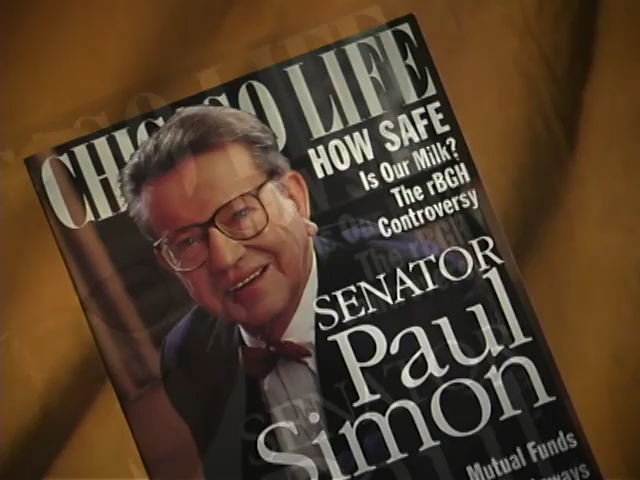 CHICAGO LIFE
HOW SAFE
Is Our Milk?
The rBGH
Controversy
SENATOR
Paul
Simon
Mutual Funds